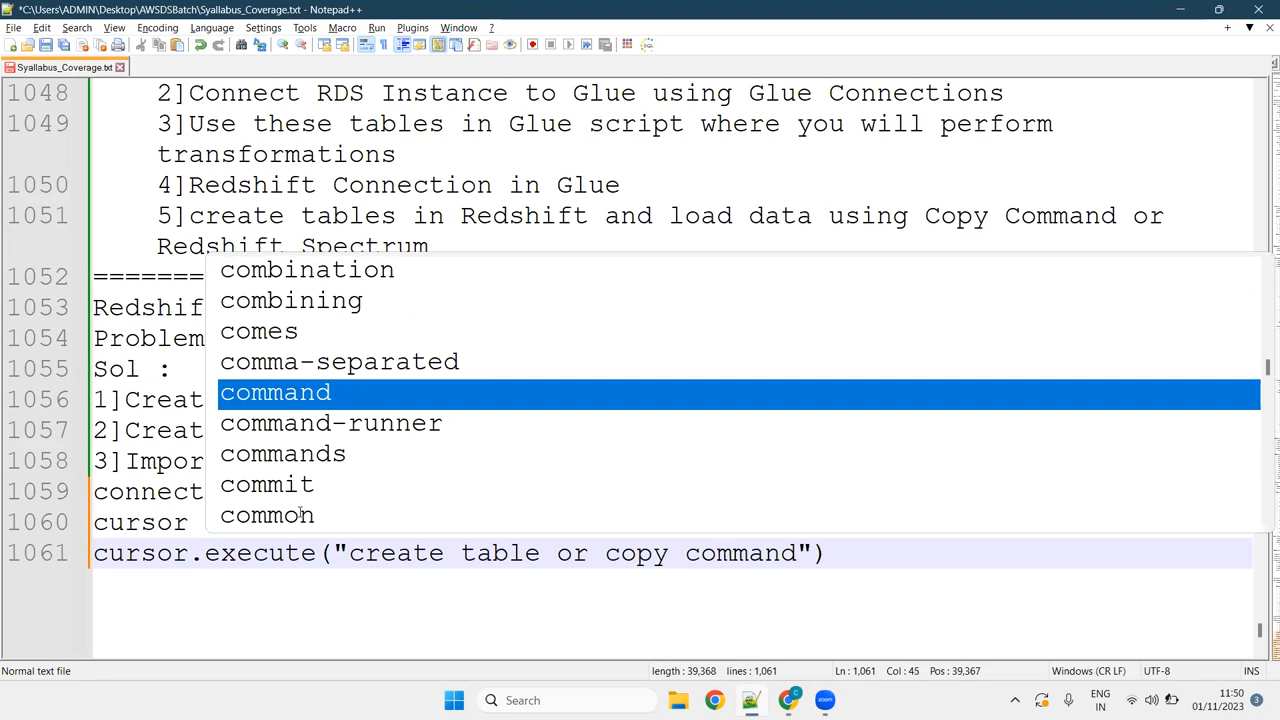 *C:\Users\ADMIN\Desktop\AWSDSBatch\Syallabus_Coverage.txt - Notepad++
File Edit Search View Encoding Language Settings Tools Macro Run Plugins Window ?
Syallabus_Coverage.txt
1048 2]Connect RDS Instance to Glue using Glue Connections
1049 3]Use these tables in Glue script where you will perform
transformations
1050 4]Redshift Connection in Glue
1051 5]create tables in Redshift and load data using Copy Command or
Redshift Spectrum
1052 =======
1053 Redshif
1054 Problem
1055 Sol :
1056 1]Creat
1057 2]Creat
1058 3]Impor
1059 connect
1060 cursor
1061 cursor.execute("create table or copy command")
combination
combining
comes
comma-separated
command
command-runner
commands
commit
common
Normal text file length : 39,368 lines : 1,061 Ln : 1,061 Col : 45 Pos : 39,367 Windows (CR LF) UTF-8 INS
Search
ENG
IN
11:50
01/11/2023
3